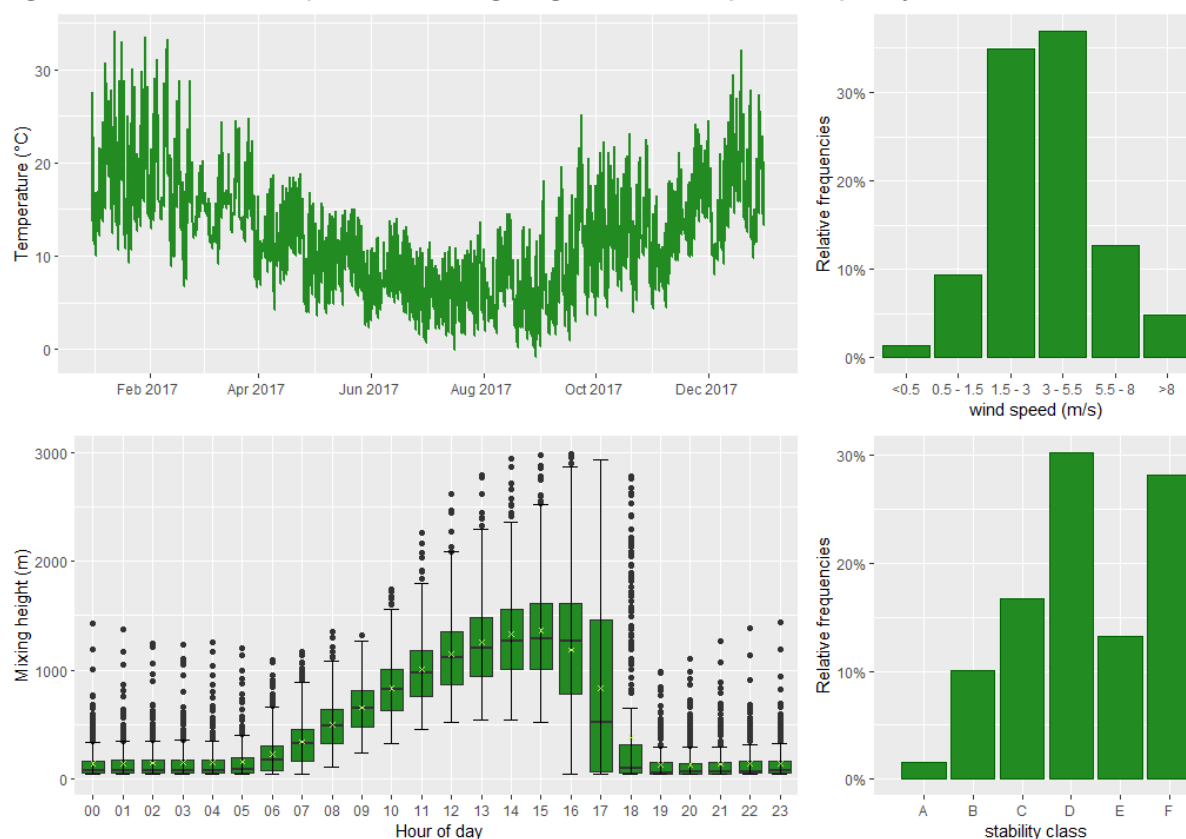 30
20
10
0
Temperature (°C)
Feb 2017 Apr 2017 Jun 2017 Aug 2017 Oct 2017 Dec 2017
30%
20%
10%
0%
Relative frequencies
<0.5 0.5 - 1.5 1.5 - 3 3 - 5.5 5.5 - 8 >8
wind speed (m/s)
3000
2000
1000
0
Mixing height (m)
00 01 02 03 04 05 06 07 08 09 10 11 12 13 14 15 16 17 18 19 20 21 22 23
Hour of day
30%
20%
10%
0%
Relative frequencies
A B C D E F
stability class